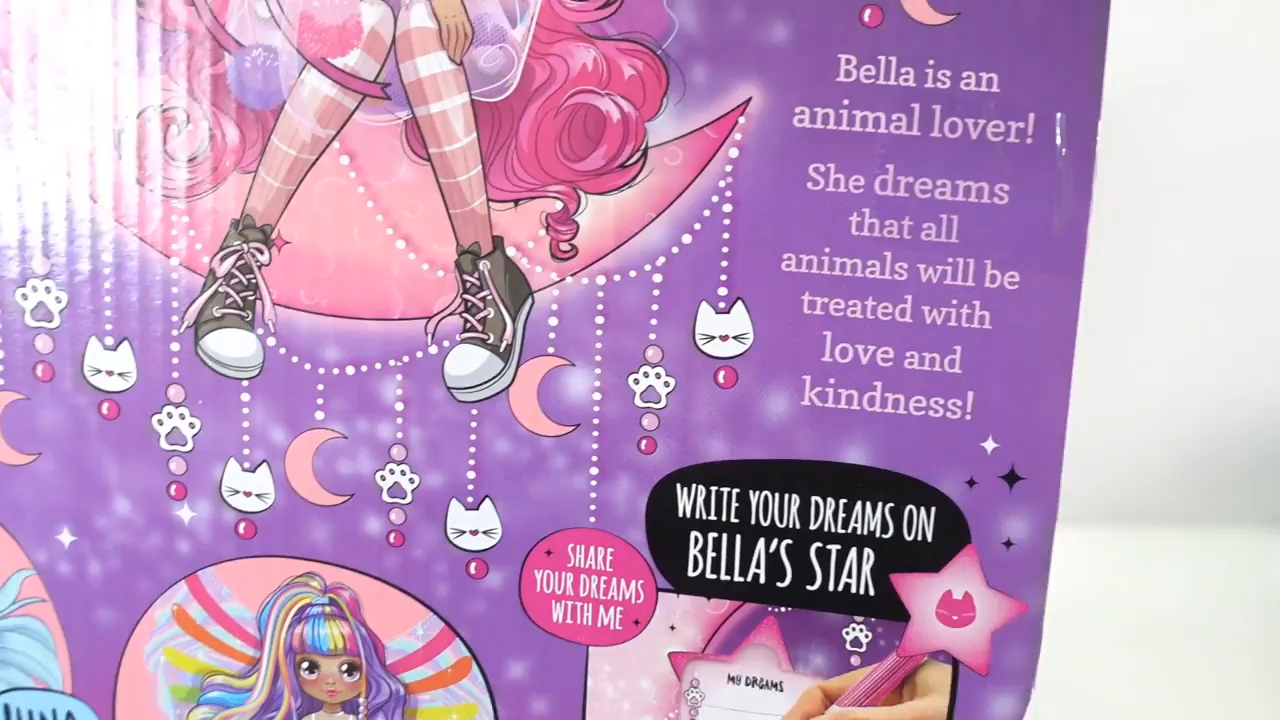 Bella is an
animal lover!
She dreams
that all
animals will be
treated with
love and
kindness!
WRITE YOUR DREAMS ON
BELLA'S STAR
SHARE
YOUR DREAMS
WITH ME
MY DREAMS